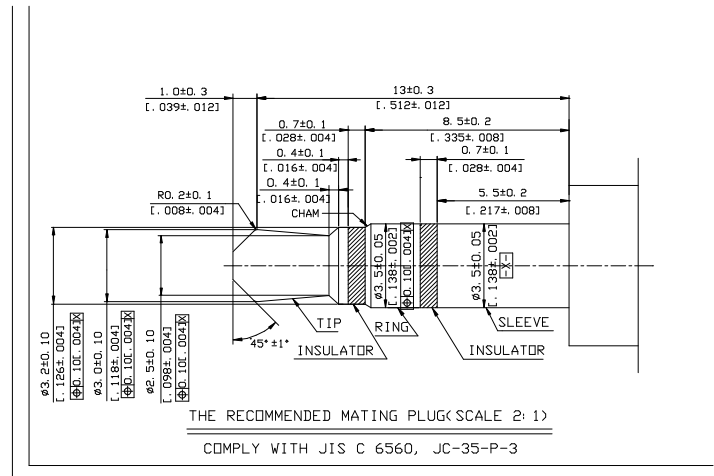 1.0±0.3
[.039±.012]
13±0.3
[.512±.012]
0.7±0.1
[.028±.004]
8.5±0.2
[.335±.008]
0.4±0.1
[.016±.004]
0.7±0.1
[.028±.004]
0.4±0.1
[.016±.004]
5.5±0.2
[.217±.008]
R0.2±0.1
[.008±.004]
CHAM
ø3.5±0.05
[.138±.002]
⌖0.10[.004]X
ø3.5±0.05
[.138±.002]
-X-
TIP
RING
SLEEVE
45°±1°
INSULATOR
INSULATOR
ø3.2±0.10
[.126±.004]
⌖0.10[.004]X
ø3.0±0.10
[.118±.004]
⌖0.10[.004]X
ø2.5±0.10
[.098±.004]
⌖0.10[.004]X
THE RECOMMENDED MATING PLUG(SCALE 2:1)
COMPLY WITH JIS C 6560, JC-35-P-3